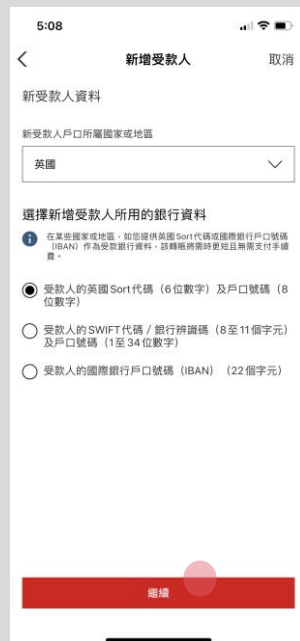 5:08
新增受款人
取消
新受款人資料
新受款人戶口所屬國家或地區
英國
選擇新增受款人所用的銀行資料
在某些國家或地區，如您提供英國Sort代碼或國際銀行戶口號碼
（IBAN）作為受款銀行資料，該轉賬將需時更短且無需支付手續
費。
受款人的英國Sort代碼（6位數字）及戶口號碼（8
位數字）
受款人的SWIFT代碼 / 銀行辨識碼（8至11個字元）
及戶口號碼（1至34位數字）
受款人的國際銀行戶口號碼（IBAN）（22個字元）
繼續